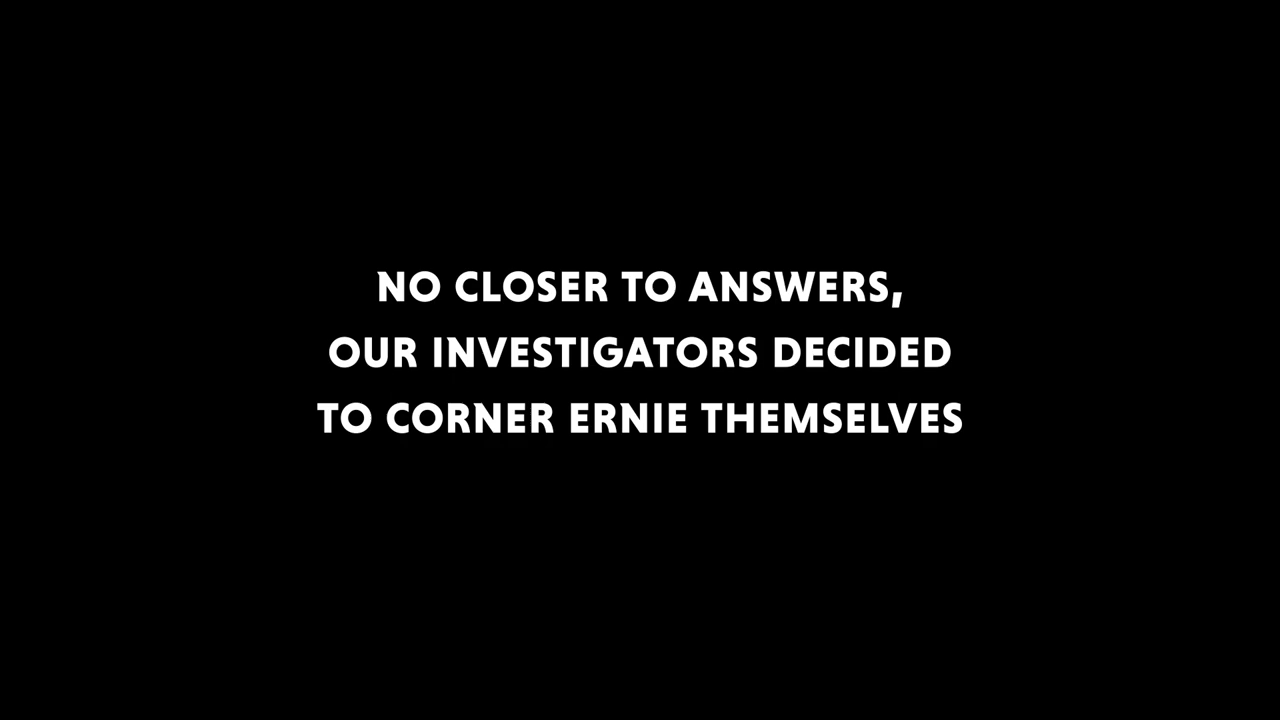 NO CLOSER TO ANSWERS,
OUR INVESTIGATORS DECIDED
TO CORNER ERNIE THEMSELVES